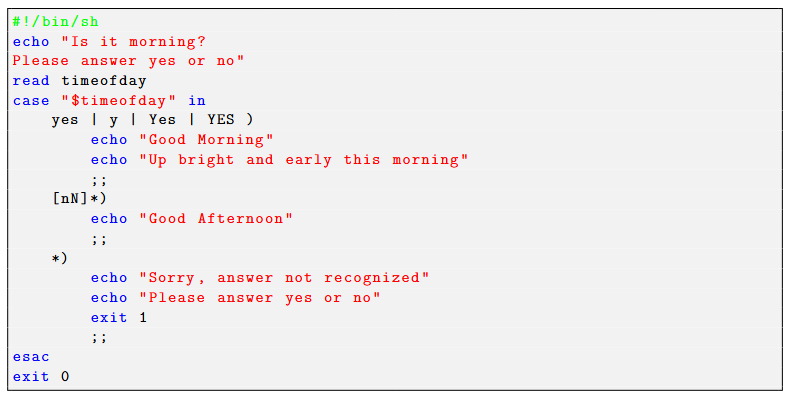 #!/bin/sh
echo "Is it morning?
Please answer yes or no"
read timeofday
case "$timeofday" in
    yes | y | Yes | YES )
        echo "Good Morning"
        echo "Up bright and early this morning"
        ;;
    [nN]*)
        echo "Good Afternoon"
        ;;
    *)
        echo "Sorry, answer not recognized"
        echo "Please answer yes or no"
        exit 1
        ;;
esac
exit 0